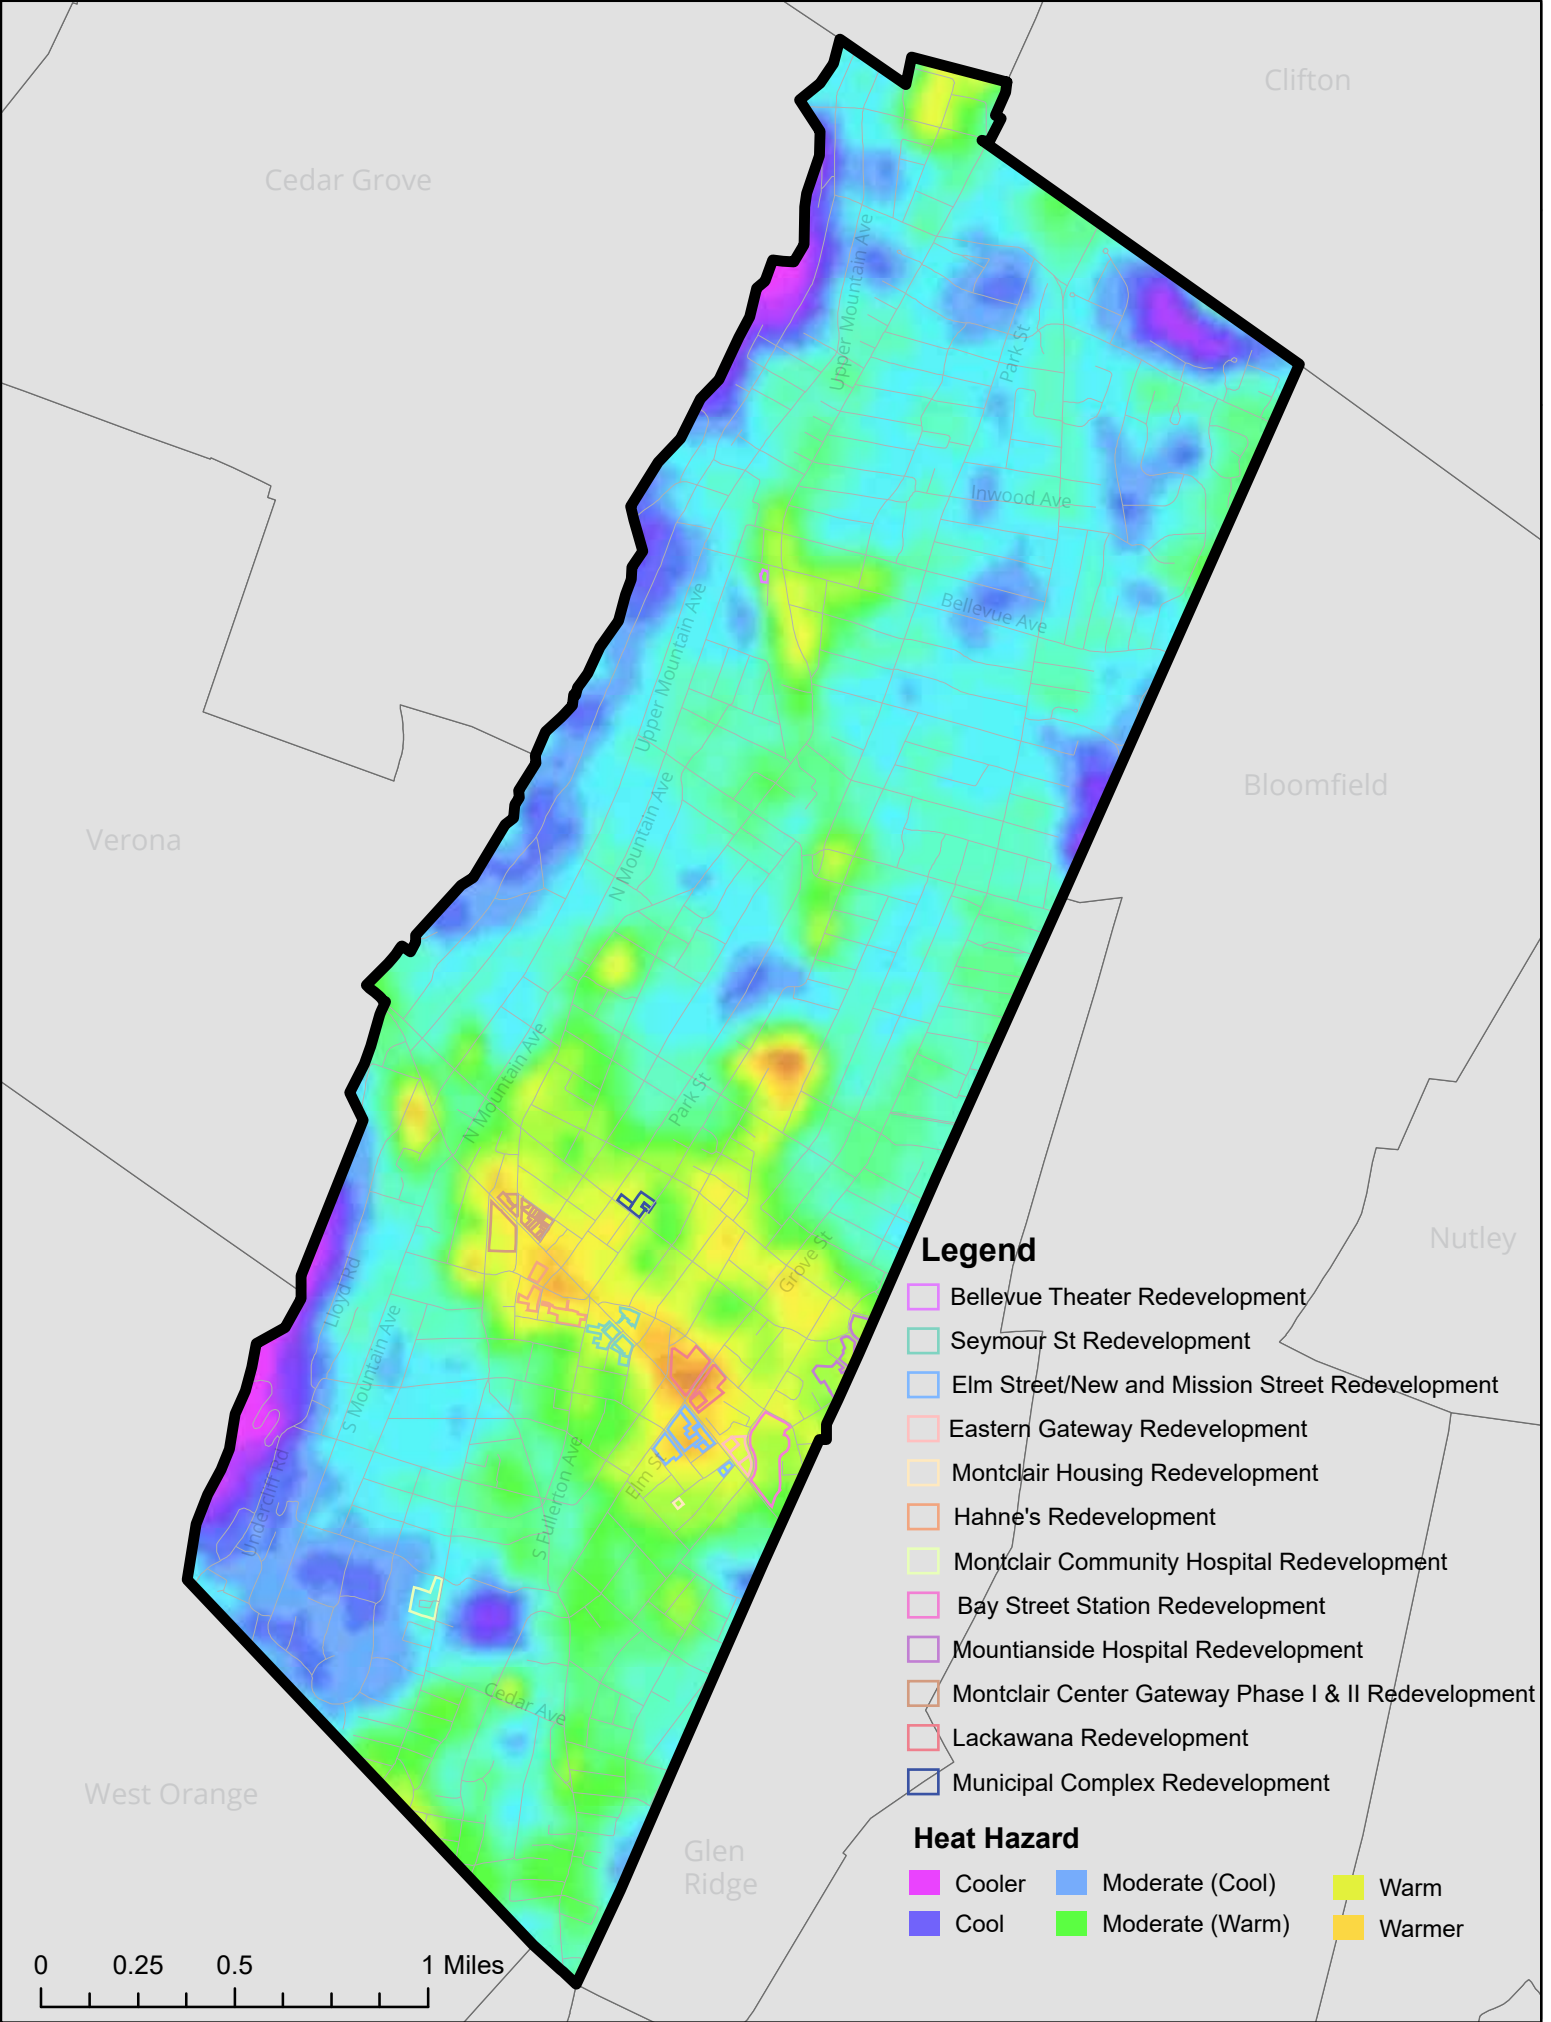 Clifton
Cedar Grove
Upper Mountain Ave
Park St
Inwood Ave
Bellevue Ave
Upper Mountain Ave
N Mountain Ave
Bloomfield
Verona
N Mountain Ave
Park St
Grove St
Nutley
Lloyd Rd
S Mountain Ave
Undercliff Rd
S Fullerton Ave
Elm St
Cedar Ave
West Orange
Glen
Ridge
Legend
Bellevue Theater Redevelopment
Seymour St Redevelopment
Elm Street/New and Mission Street Redevelopment
Eastern Gateway Redevelopment
Montclair Housing Redevelopment
Hahne's Redevelopment
Montclair Community Hospital Redevelopment
Bay Street Station Redevelopment
Mountianside Hospital Redevelopment
Montclair Center Gateway Phase I & II Redevelopment
Lackawana Redevelopment
Municipal Complex Redevelopment
Heat Hazard
Cooler
Moderate (Cool)
Warm
Cool
Moderate (Warm)
Warmer
0 0.25 0.5 1 Miles